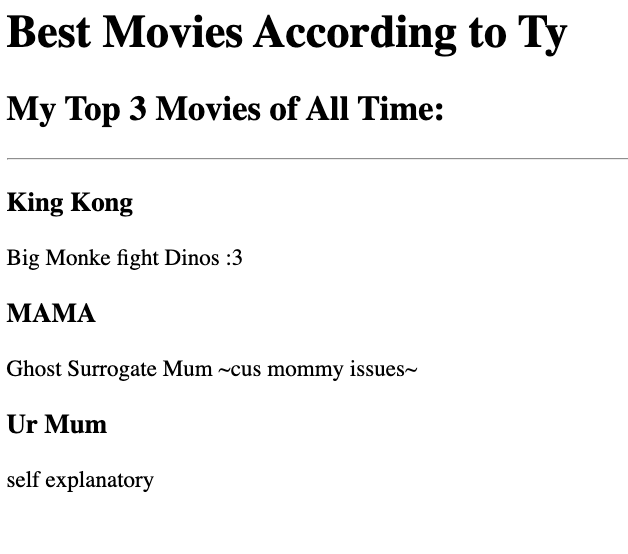 Best Movies According to Ty
My Top 3 Movies of All Time:
King Kong
Big Monke fight Dinos :3
MAMA
Ghost Surrogate Mum ~cus mommy issues~
Ur Mum
self explanatory